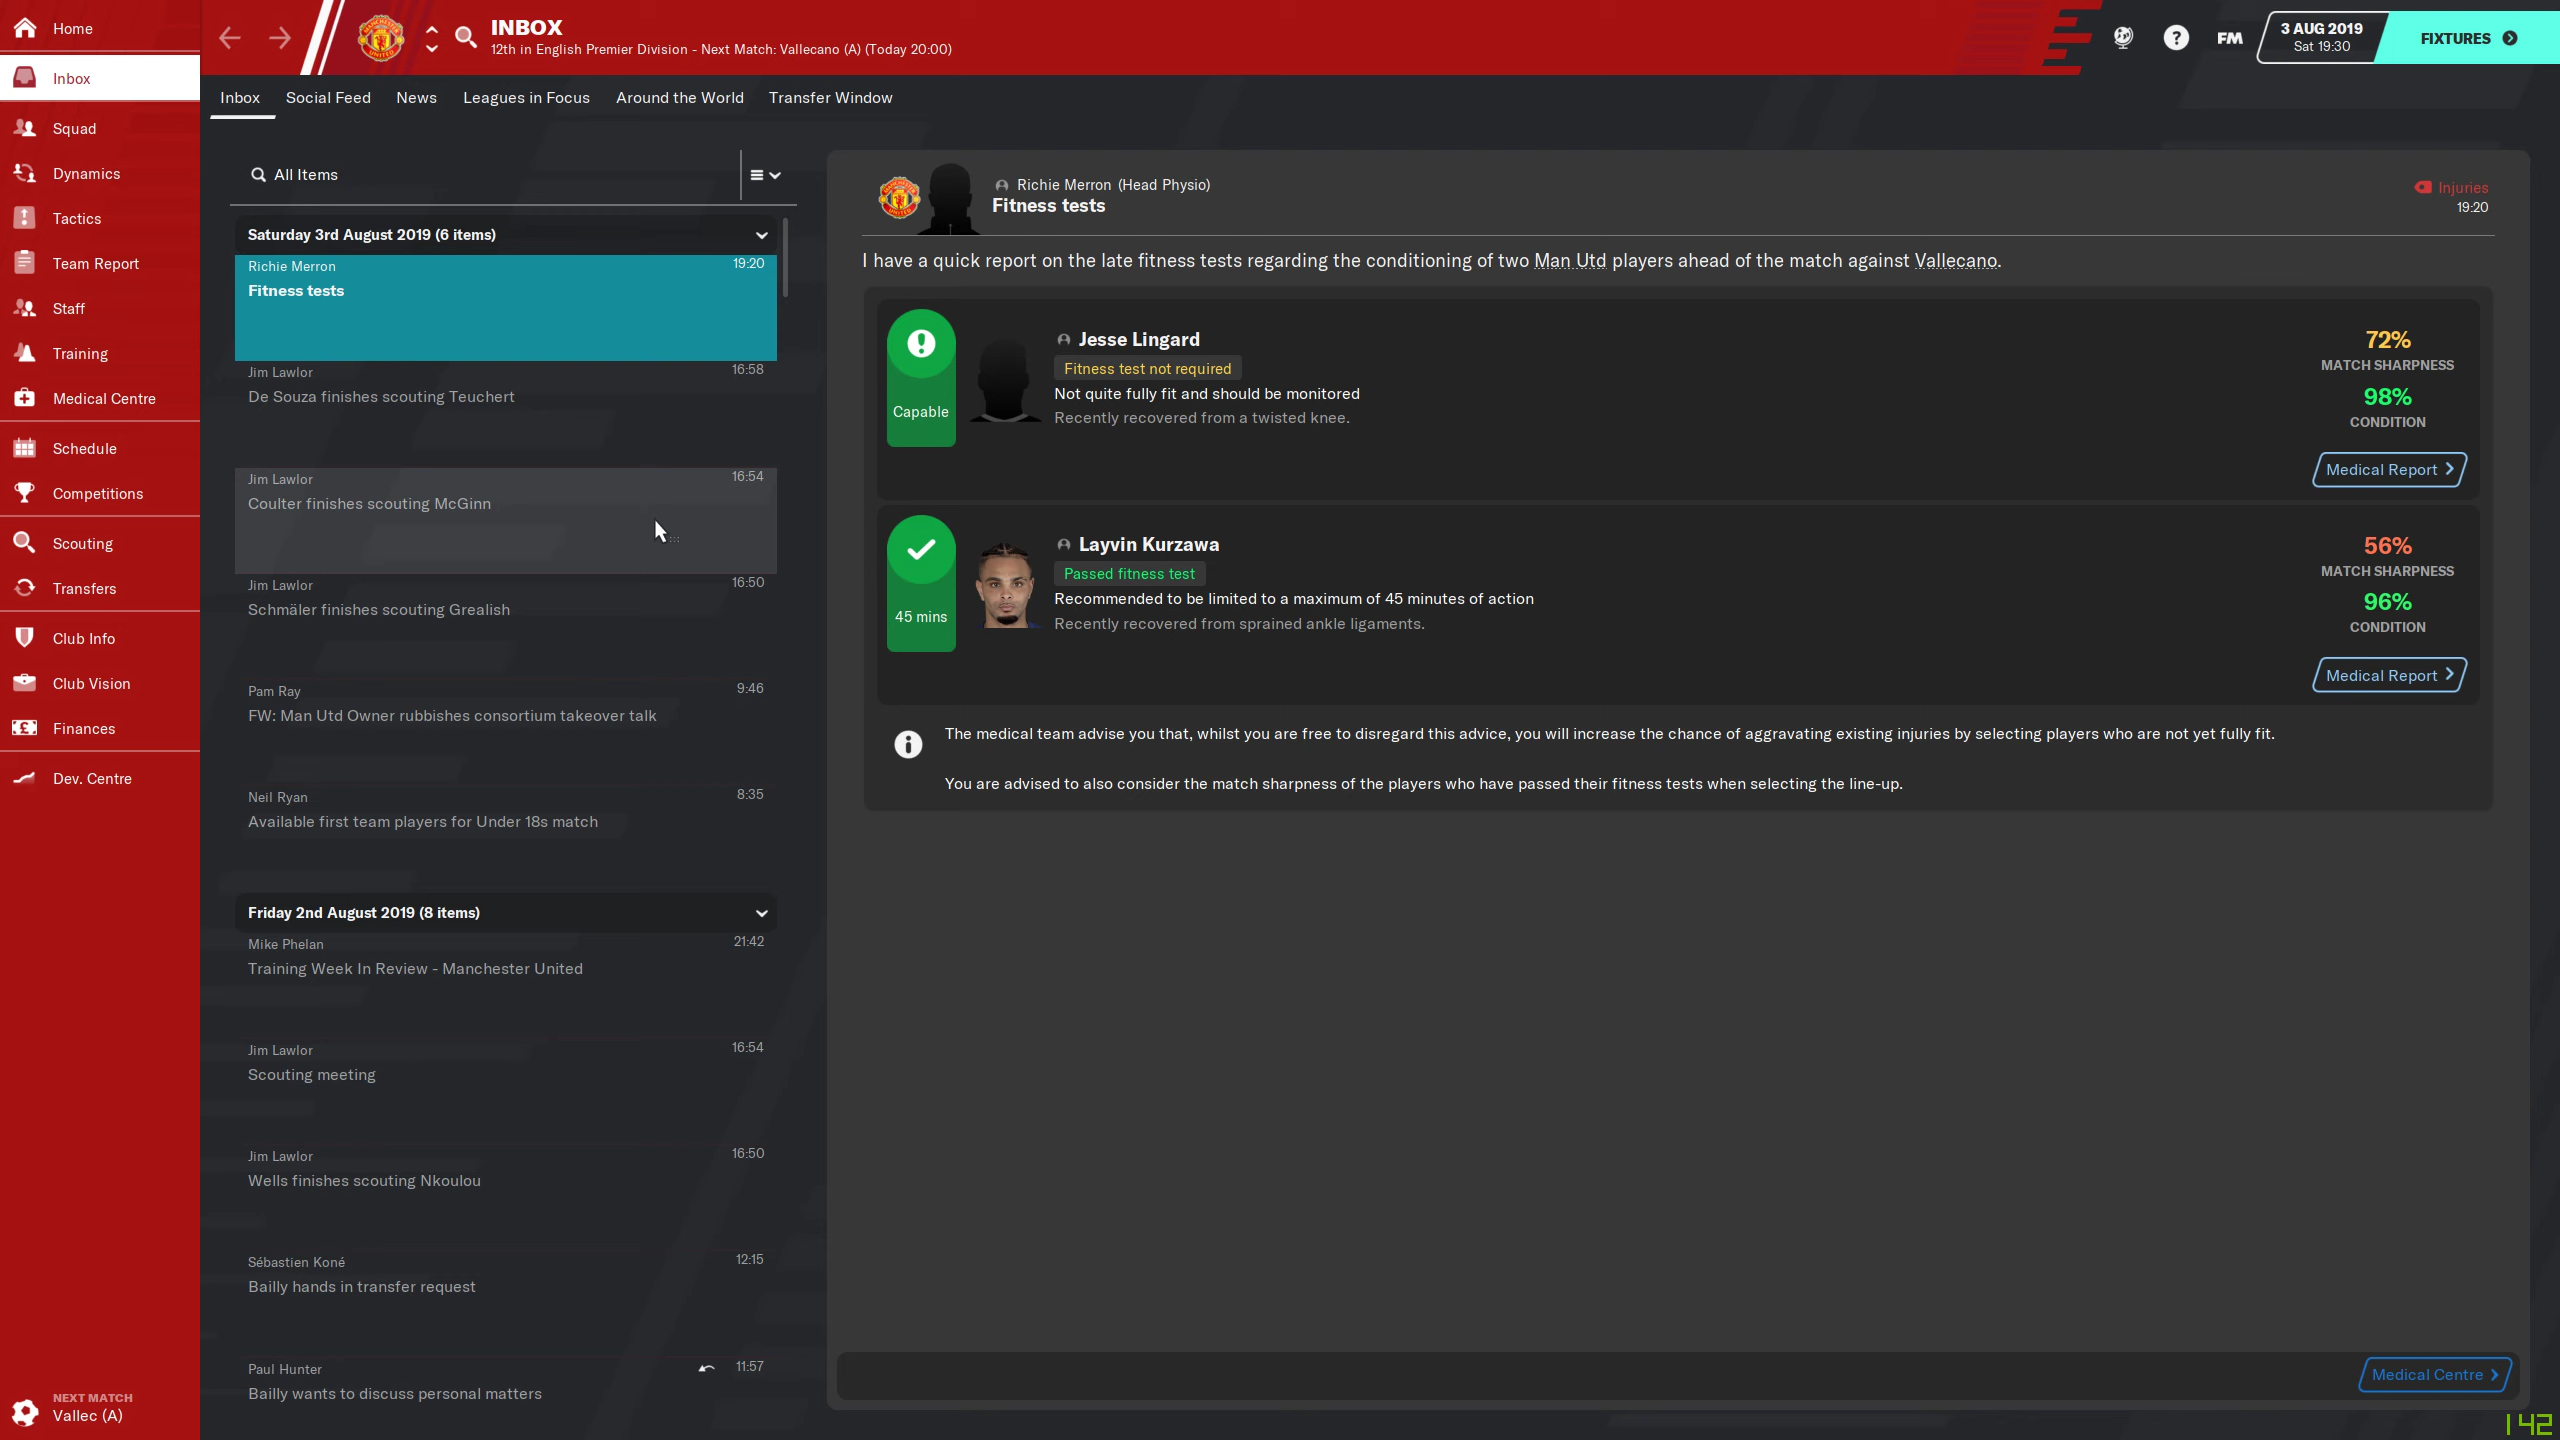 Home
Inbox
Squad
Dynamics
Tactics
Team Report
Staff
Training
Medical Centre
Schedule
Competitions
Scouting
Transfers
Club Info
Club Vision
Finances
Dev. Centre
NEXT MATCH
Vallec (A)
INBOX
12th in English Premier Division - Next Match: Vallecano (A) (Today 20:00)
FM
3 AUG 2019
Sat 19:30
FIXTURES
Inbox Social Feed News Leagues in Focus Around the World Transfer Window
All Items
Saturday 3rd August 2019 (6 items)
Richie Merron 19:20
Fitness tests
Jim Lawlor 16:58
De Souza finishes scouting Teuchert
Jim Lawlor 16:54
Coulter finishes scouting McGinn
Jim Lawlor 16:50
Schmäler finishes scouting Grealish
Pam Ray 9:46
FW: Man Utd Owner rubbishes consortium takeover talk
Neil Ryan 8:35
Available first team players for Under 18s match
Friday 2nd August 2019 (8 items)
Mike Phelan 21:42
Training Week In Review - Manchester United
Jim Lawlor 16:54
Scouting meeting
Jim Lawlor 16:50
Wells finishes scouting Nkoulou
Sébastien Koné 12:15
Bailly hands in transfer request
Paul Hunter 11:57
Bailly wants to discuss personal matters
Richie Merron (Head Physio)
Fitness tests
Injuries
19:20
I have a quick report on the late fitness tests regarding the conditioning of two Man Utd players ahead of the match against Vallecano.
Capable
Jesse Lingard
Fitness test not required
Not quite fully fit and should be monitored
Recently recovered from a twisted knee.
72%
MATCH SHARPNESS
98%
CONDITION
Medical Report
45 mins
Layvin Kurzawa
Passed fitness test
Recommended to be limited to a maximum of 45 minutes of action
Recently recovered from sprained ankle ligaments.
56%
MATCH SHARPNESS
96%
CONDITION
Medical Report
The medical team advise you that, whilst you are free to disregard this advice, you will increase the chance of aggravating existing injuries by selecting players who are not yet fully fit.
You are advised to also consider the match sharpness of the players who have passed their fitness tests when selecting the line-up.
Medical Centre
142